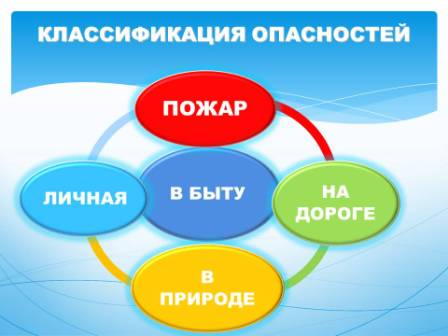 КЛАССИФИКАЦИЯ ОПАСНОСТЕЙ
ПОЖАР
ЛИЧНАЯ
В БЫТУ
НА
ДОРОГЕ
В
ПРИРОДЕ